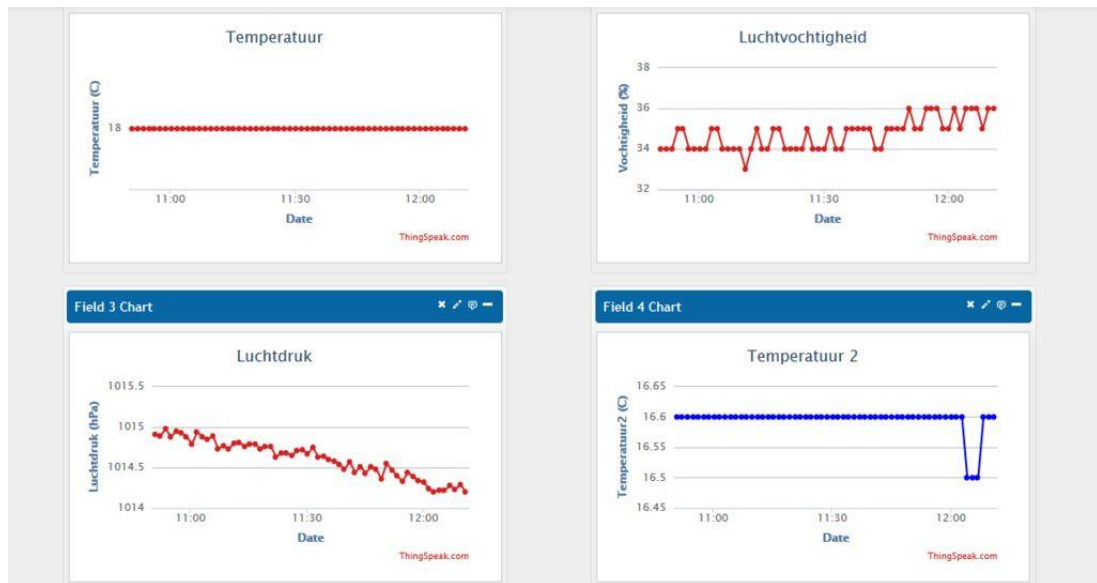 Temperatuur
Temperatuur (C)
18
11:00 11:30 12:00
Date
ThingSpeak.com
Luchtvochtigheid
Vochtigheid (%)
38
36
34
32
11:00 11:30 12:00
Date
ThingSpeak.com
Field 3 Chart
Luchtdruk
Luchtdruk (hPa)
1015.5
1015
1014.5
1014
11:00 11:30 12:00
Date
ThingSpeak.com
Field 4 Chart
Temperatuur 2
Temperatuur2 (C)
16.65
16.6
16.55
16.5
16.45
11:00 11:30 12:00
Date
ThingSpeak.com